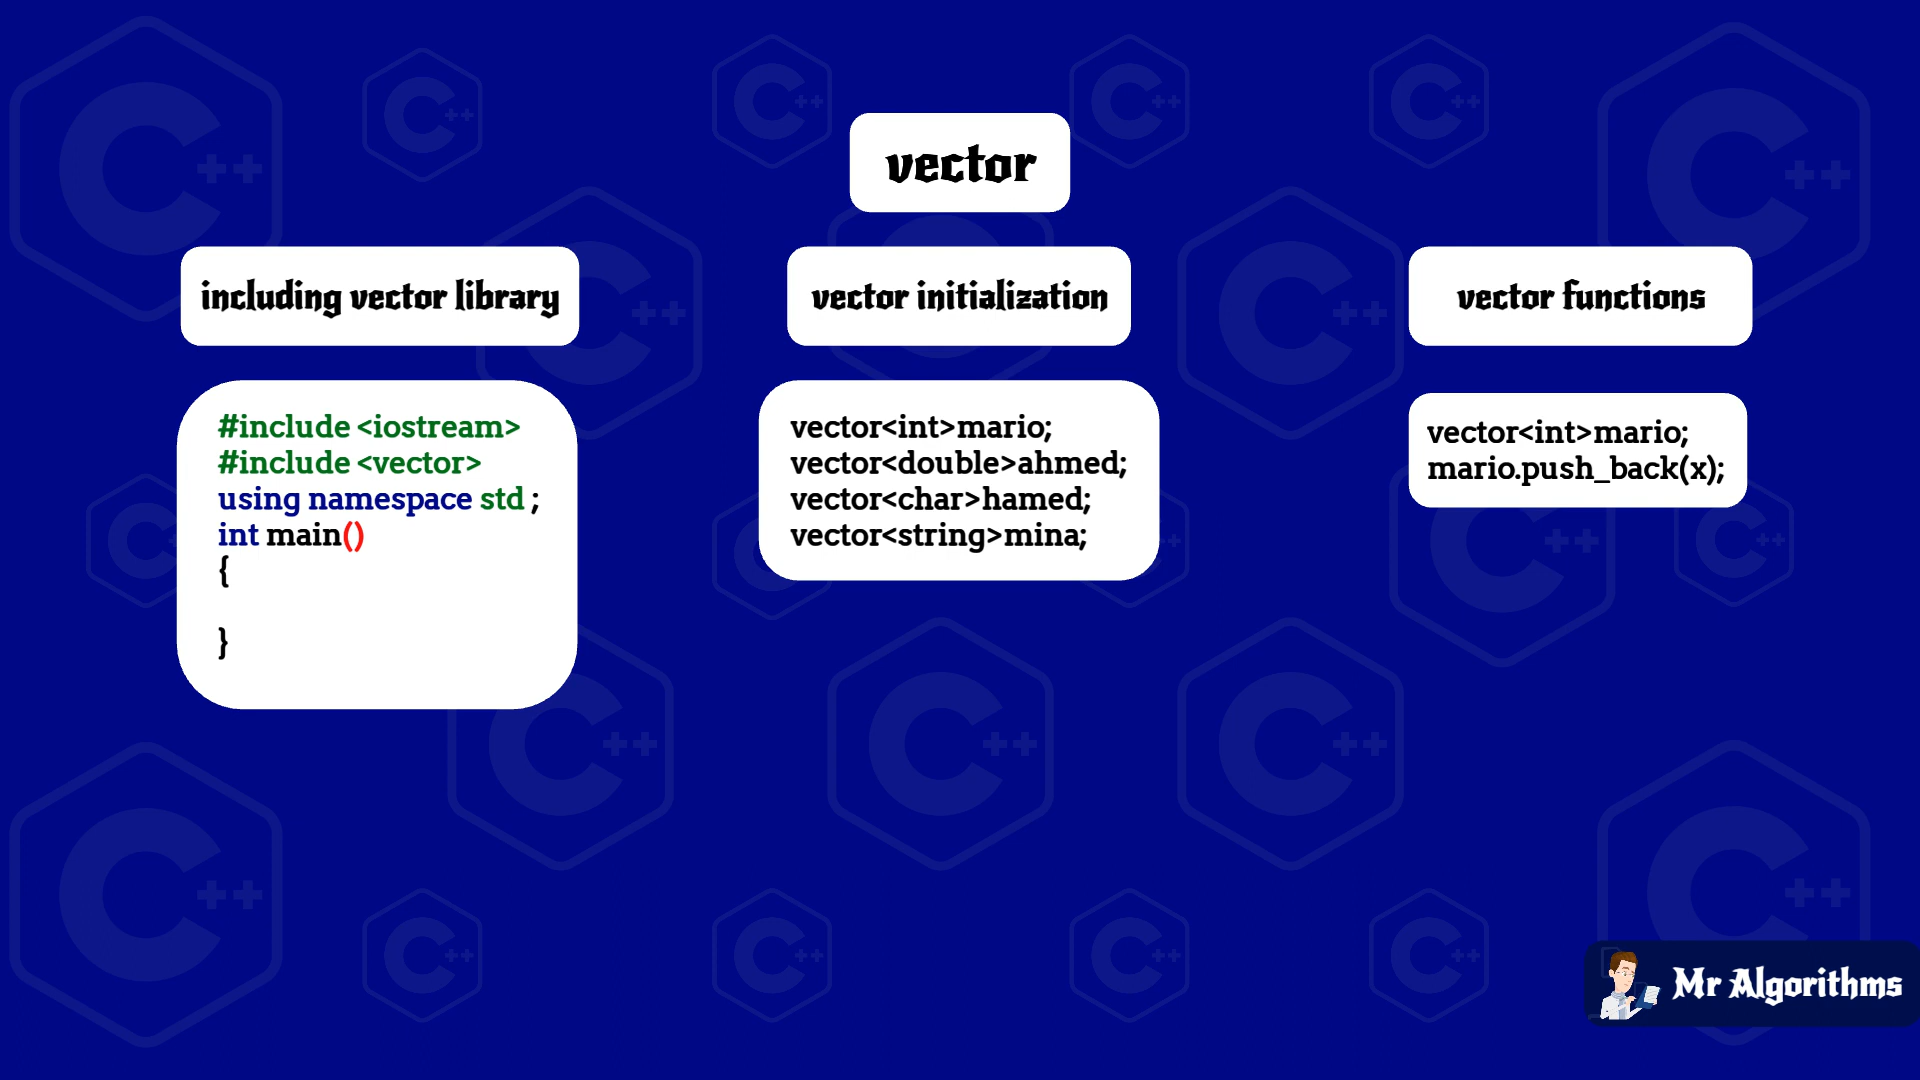 vector
including vector library
vector initialization
vector functions
#include <iostream>
#include <vector>
using namespace std ;
int main()
{
}
vector<int>mario;
vector<double>ahmed;
vector<char>hamed;
vector<string>mina;
vector<int>mario;
mario.push_back(x);
Mr Algorithms